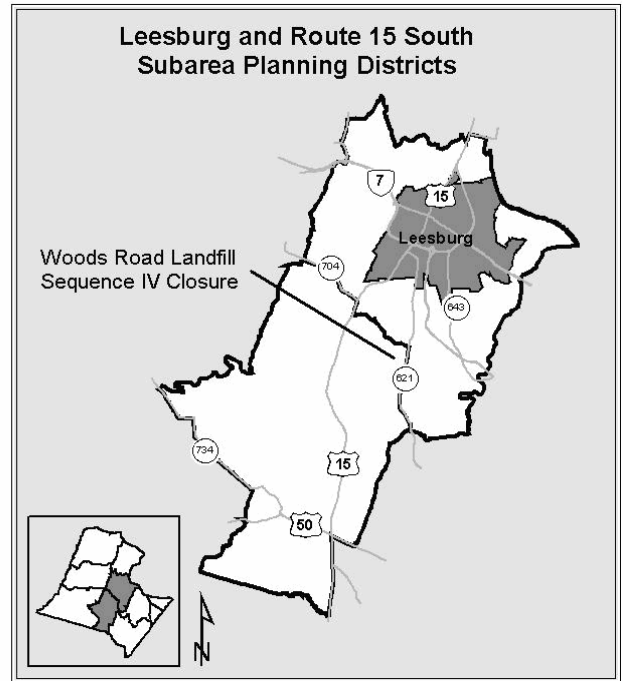 Leesburg and Route 15 South
Subarea Planning Districts
7
15
Leesburg
Woods Road Landfill
Sequence IV Closure
704
643
621
734
15
50
N